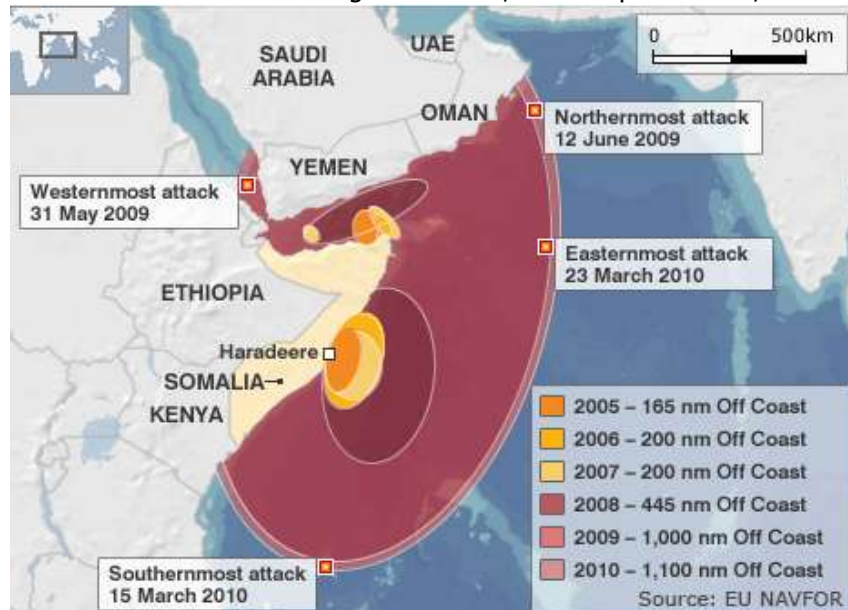 SAUDI
ARABIA
UAE
0 500km
OMAN
Northernmost attack
12 June 2009
YEMEN
Westernmost attack
31 May 2009
Easternmost attack
23 March 2010
ETHIOPIA
Haradeere
SOMALIA
KENYA
2005 – 165 nm Off Coast
2006 – 200 nm Off Coast
2007 – 200 nm Off Coast
2008 – 445 nm Off Coast
2009 – 1,000 nm Off Coast
2010 – 1,100 nm Off Coast
Southernmost attack
15 March 2010
Source: EU NAVFOR